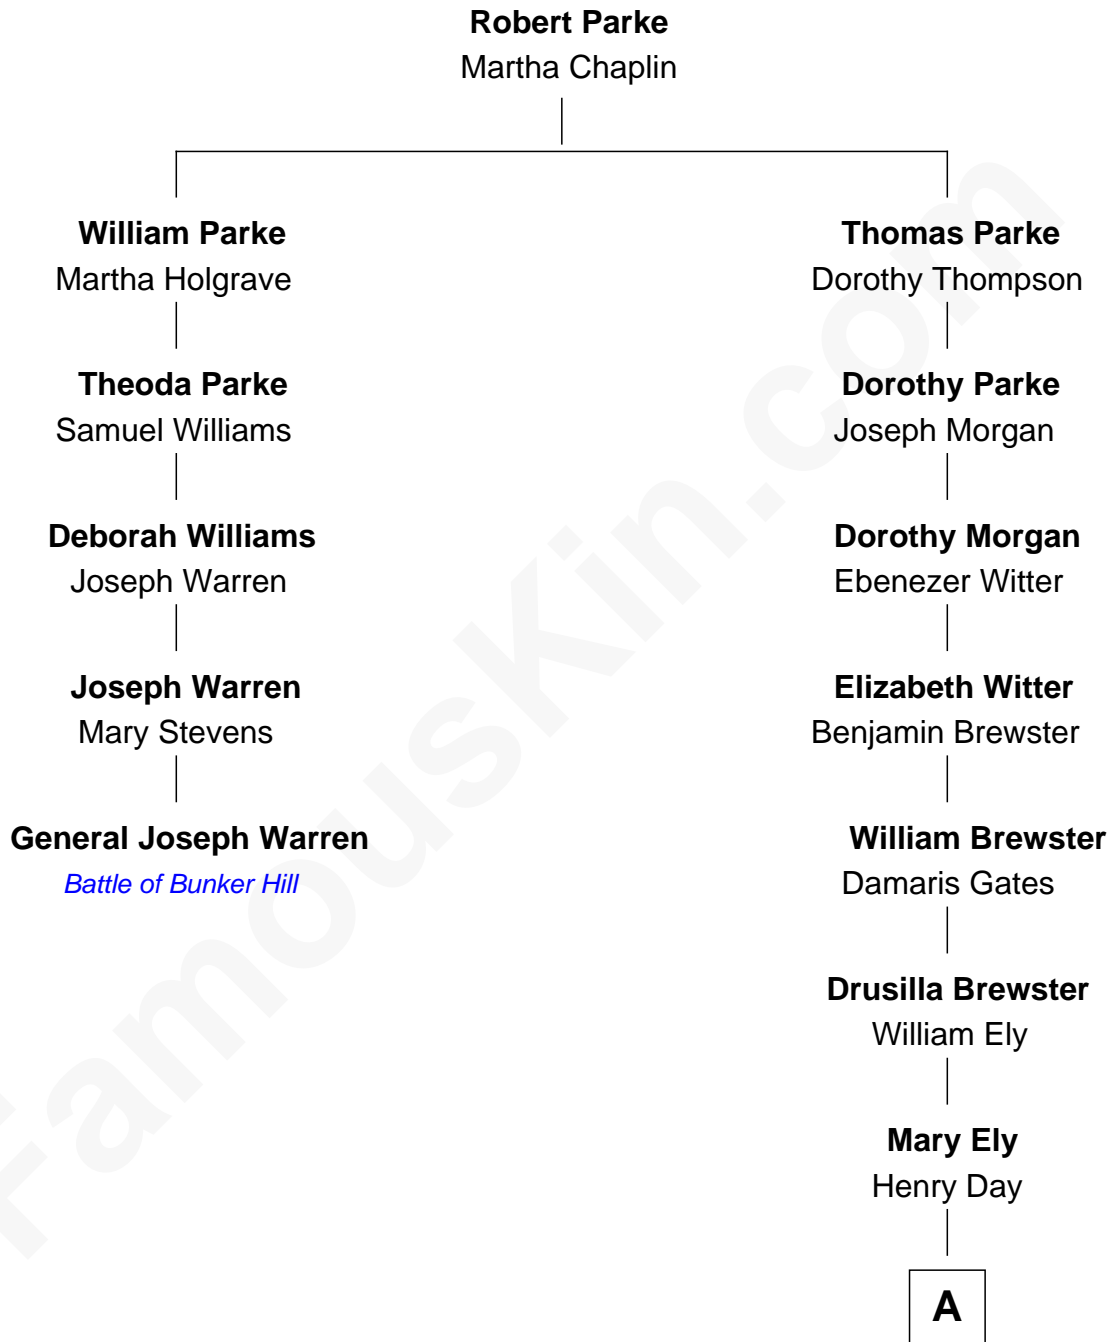 Robert Parke
Martha Chaplin
William Parke
Martha Holgrave
Thomas Parke
Dorothy Thompson
Theoda Parke
Samuel Williams
Dorothy Parke
Joseph Morgan
Deborah Williams
Joseph Warren
Dorothy Morgan
Ebenezer Witter
Joseph Warren
Mary Stevens
Elizabeth Witter
Benjamin Brewster
General Joseph Warren
Battle of Bunker Hill
William Brewster
Damaris Gates
Drusilla Brewster
William Ely
Mary Ely
Henry Day
A
FamousKin.com